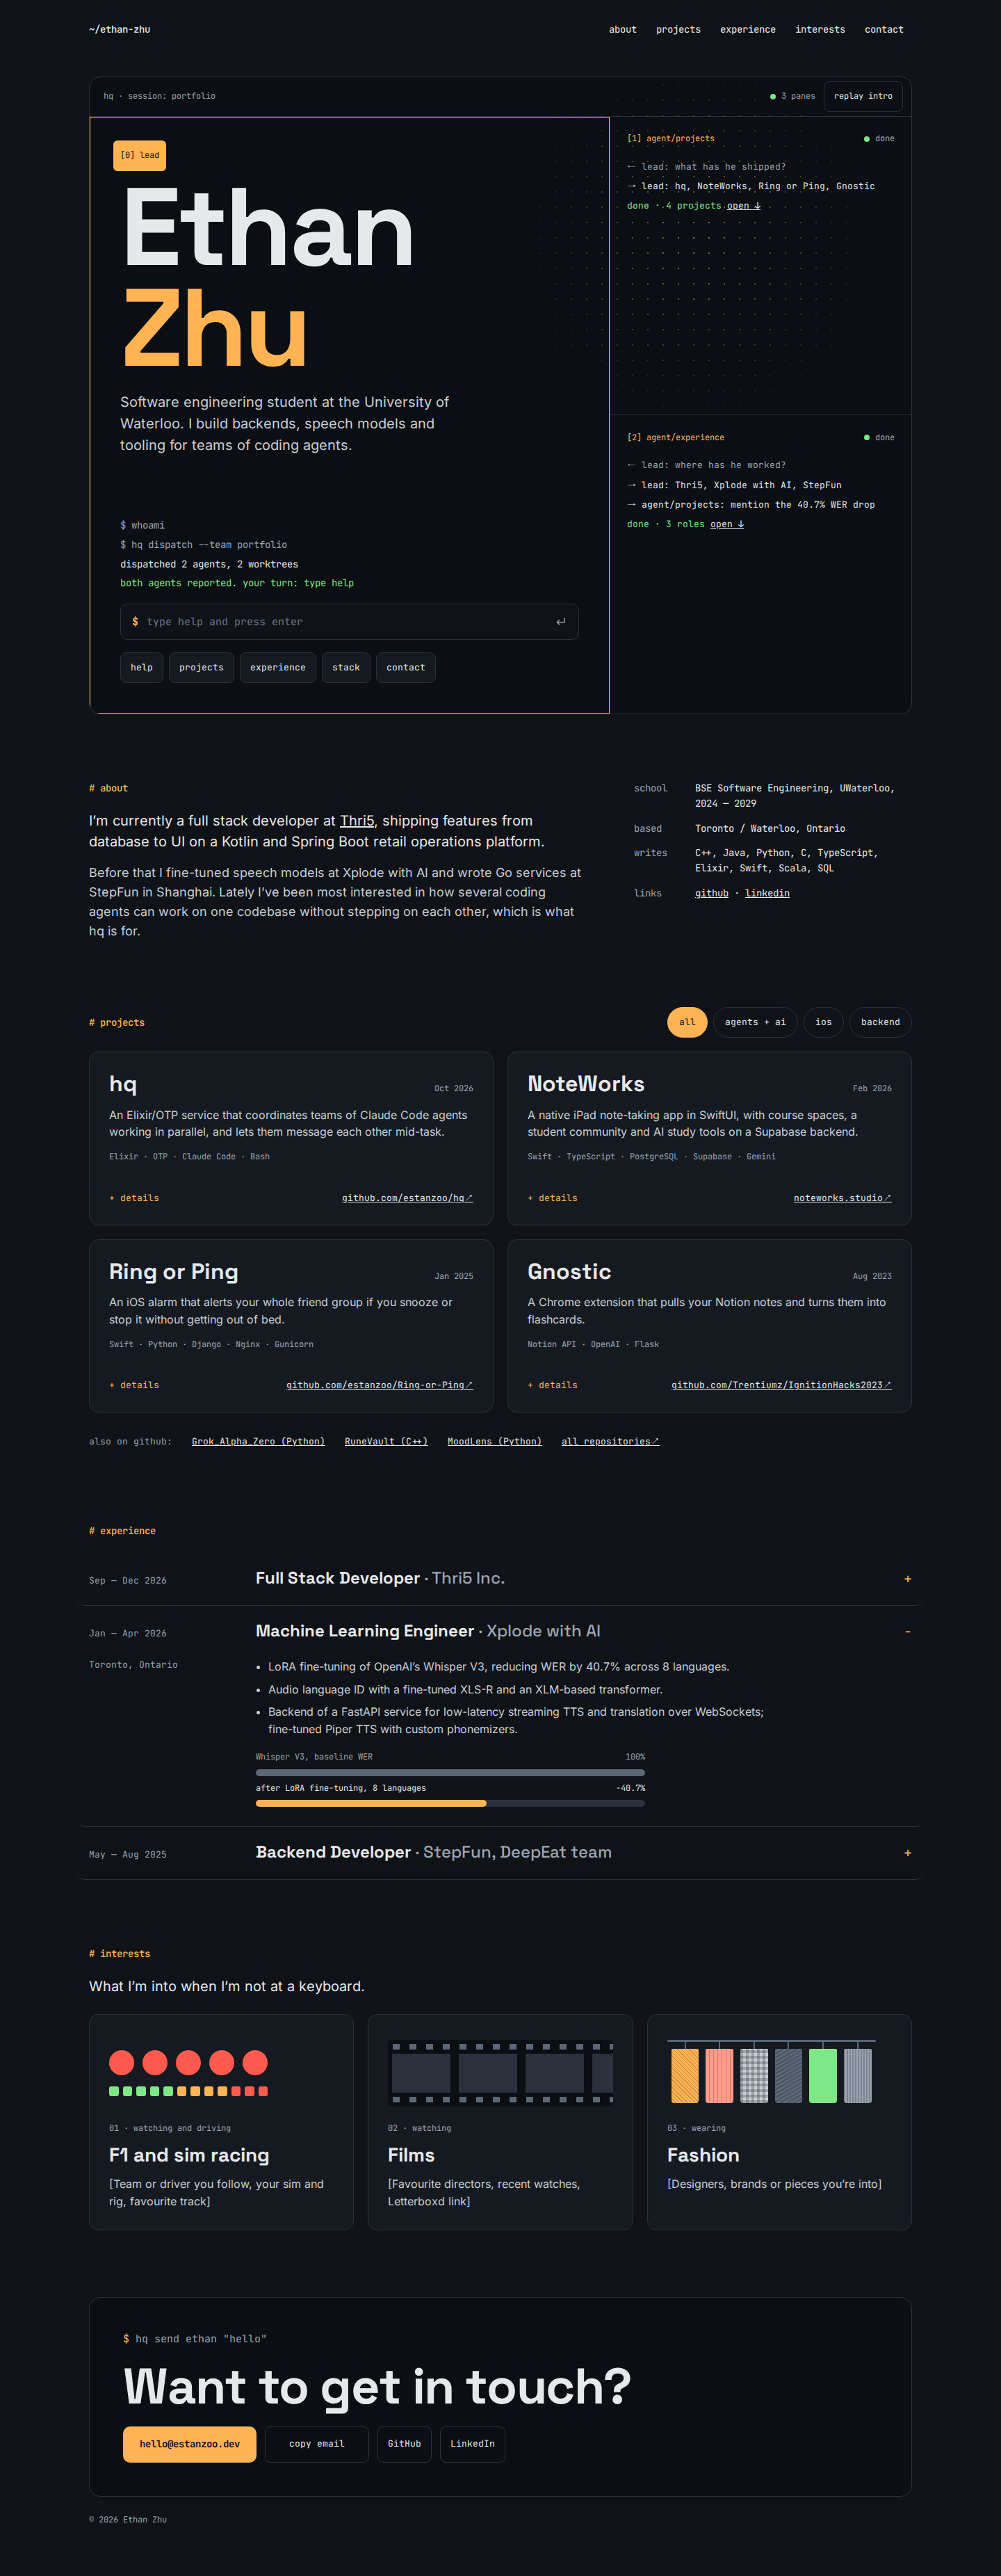 ~/ethan-zhu
about projects experience interests contact
hq · session: portfolio
3 panes replay intro
[0] lead
Ethan
Zhu
Software engineering student at the University of
Waterloo. I build backends, speech models and
tooling for teams of coding agents.
$ whoami
$ hq dispatch --team portfolio
dispatched 2 agents, 2 worktrees
both agents reported. your turn: type help
$ type help and press enter ↵
help projects experience stack contact
[1] agent/projects done
← lead: what has he shipped?
→ lead: hq, NoteWorks, Ring or Ping, Gnostic
done · 4 projects open ↓
[2] agent/experience done
← lead: where has he worked?
→ lead: Thri5, Xplode with AI, StepFun
→ agent/projects: mention the 40.7% WER drop
done · 3 roles open ↓
# about
I’m currently a full stack developer at Thri5, shipping features from
database to UI on a Kotlin and Spring Boot retail operations platform.
Before that I fine-tuned speech models at Xplode with AI and wrote Go services at
StepFun in Shanghai. Lately I’ve been most interested in how several coding
agents can work on one codebase without stepping on each other, which is what
hq is for.
school UBSE Software Engineering, UWaterloo,
2024 — 2029
based Toronto / Waterloo, Ontario
writes C++, Java, Python, C, TypeScript,
Elixir, Swift, Scala, SQL
links github · linkedin
# projects
all agents + ai ios backend
hq Oct 2026
An Elixir/OTP service that coordinates teams of Claude Code agents
working in parallel, and lets them message each other mid-task.
Elixir · OTP · Claude Code · Bash
+ details github.com/estanzoo/hq↗
NoteWorks Feb 2026
A native iPad note-taking app in SwiftUI, with course spaces, a
student community and AI study tools on a Supabase backend.
Swift · TypeScript · PostgreSQL · Supabase · Gemini
+ details noteworks.studio↗
Ring or Ping Jan 2025
An iOS alarm that alerts your whole friend group if you snooze or
stop it without getting out of bed.
Swift · Python · Django · Nginx · Gunicorn
+ details github.com/estanzoo/Ring-or-Ping↗
Gnostic Aug 2023
A Chrome extension that pulls your Notion notes and turns them into
flashcards.
Notion API · OpenAI · Flask
+ details github.com/Trentiumz/IgnitionHacks2023↗
also on github: Grok_Alpha_Zero (Python) RuneVault (C++) MoodLens (Python) all repositories↗
# experience
Sep — Dec 2026 Full Stack Developer · Thri5 Inc. +
Jan — Apr 2026 Machine Learning Engineer · Xplode with AI -
Toronto, Ontario
• LoRA fine-tuning of OpenAI’s Whisper V3, reducing WER by 40.7% across 8 languages.
• Audio language ID with a fine-tuned XLS-R and an XLM-based transformer.
• Backend of a FastAPI service for low-latency streaming TTS and translation over WebSockets;
fine-tuned Piper TTS with custom phonemizers.
Whisper V3, baseline WER 100%
after LoRA fine-tuning, 8 languages -40.7%
May — Aug 2025 Backend Developer · StepFun, DeepEat team +
# interests
What I’m into when I’m not at a keyboard.
01 · watching and driving
F1 and sim racing
[Team or driver you follow, your sim and
rig, favourite track]
02 · watching
Films
[Favourite directors, recent watches,
Letterboxd link]
03 · wearing
Fashion
[Designers, brands or pieces you’re into]
$ hq send ethan "hello"
Want to get in touch?
hello@estanzoo.dev copy email GitHub LinkedIn
© 2026 Ethan Zhu